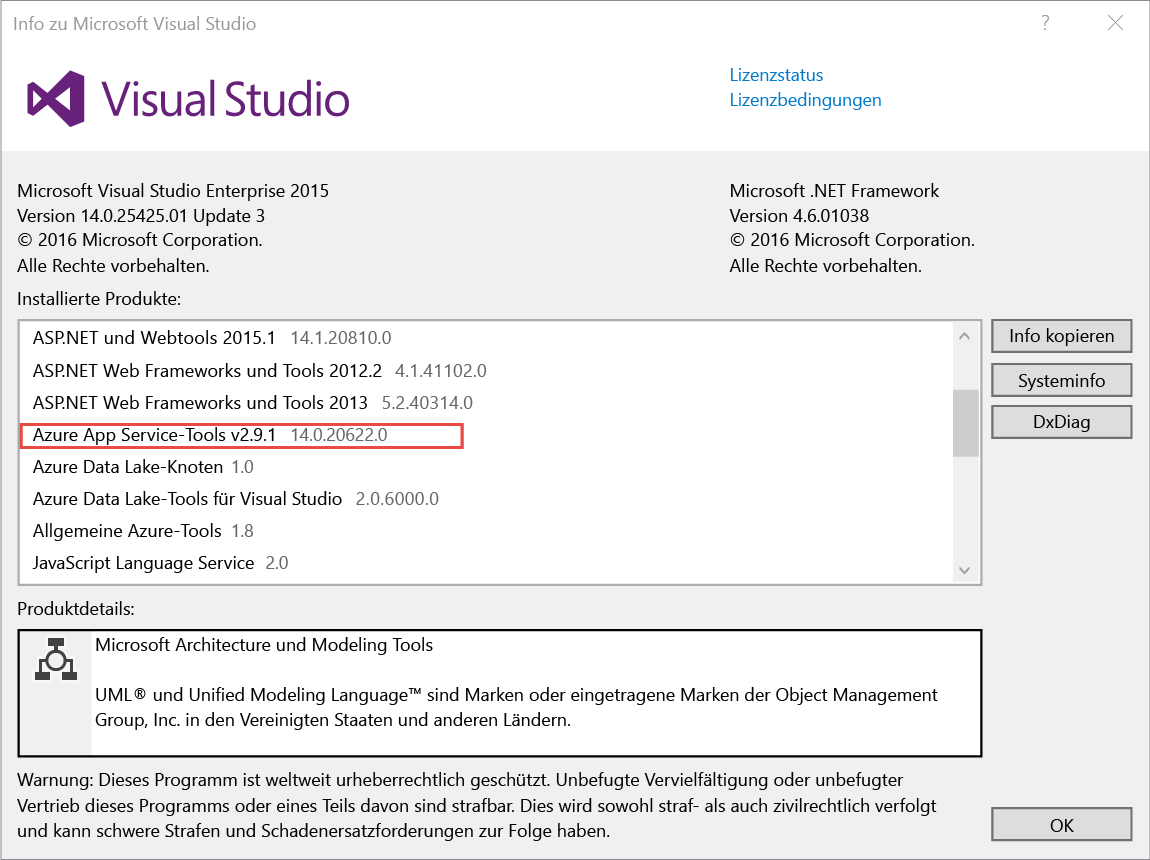 Info zu Microsoft Visual Studio
?
Visual Studio
Lizenzstatus
Lizenzbedingungen
Microsoft Visual Studio Enterprise 2015
Version 14.0.25425.01 Update 3
© 2016 Microsoft Corporation.
Alle Rechte vorbehalten.
Microsoft .NET Framework
Version 4.6.01038
© 2016 Microsoft Corporation.
Alle Rechte vorbehalten.
Installierte Produkte:
ASP.NET und Webtools 2015.1 14.1.20810.0
ASP.NET Web Frameworks und Tools 2012.2 4.1.41102.0
ASP.NET Web Frameworks und Tools 2013 5.2.40314.0
Azure App Service-Tools v2.9.1 14.0.20622.0
Azure Data Lake-Knoten 1.0
Azure Data Lake-Tools für Visual Studio 2.0.6000.0
Allgemeine Azure-Tools 1.8
JavaScript Language Service 2.0
Info kopieren
Systeminfo
DxDiag
Produktdetails:
Microsoft Architecture und Modeling Tools
UML® und Unified Modeling Language™ sind Marken oder eingetragene Marken der Object Management
Group, Inc. in den Vereinigten Staaten und anderen Ländern.
Warnung: Dieses Programm ist weltweit urheberrechtlich geschützt. Unbefugte Vervielfältigung oder unbefugter
Vertrieb dieses Programms oder eines Teils davon sind strafbar. Dies wird sowohl straf- als auch zivilrechtlich verfolgt
und kann schwere Strafen und Schadenersatzforderungen zur Folge haben.
OK